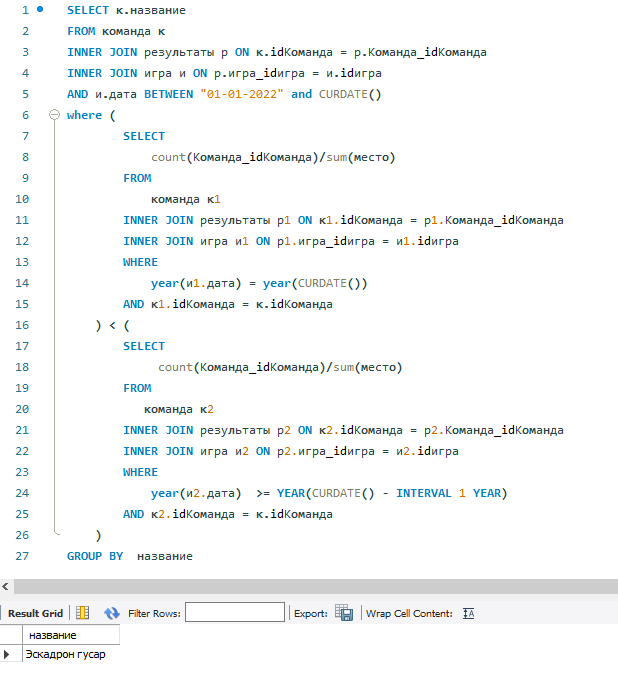 1 SELECT к.название
2 FROM команда к
3 INNER JOIN результаты р ON к.idКоманда = р.Команда_idКоманда
4 INNER JOIN игра и ON р.игра_idигра = и.idигра
5 AND и.дата BETWEEN "01-01-2022" and CURDATE()
6 where (
7 SELECT
8 count(Команда_idКоманда)/sum(место)
9 FROM
10 команда к1
11 INNER JOIN результаты р1 ON к1.idКоманда = р1.Команда_idКоманда
12 INNER JOIN игра и1 ON р1.игра_idигра = и1.idигра
13 WHERE
14 year(и1.дата) = year(CURDATE())
15 AND к1.idКоманда = к.idКоманда
16 ) < (
17 SELECT
18 count(Команда_idКоманда)/sum(место)
19 FROM
20 команда к2
21 INNER JOIN результаты р2 ON к2.idКоманда = р2.Команда_idКоманда
22 INNER JOIN игра и2 ON р2.игра_idигра = и2.idигра
23 WHERE
24 year(и2.дата) >= YEAR(CURDATE() - INTERVAL 1 YEAR)
25 AND к2.idКоманда = к.idКоманда
26 )
27 GROUP BY название
Result Grid Filter Rows: Export: Wrap Cell Content:
название
Эскадрон гусар